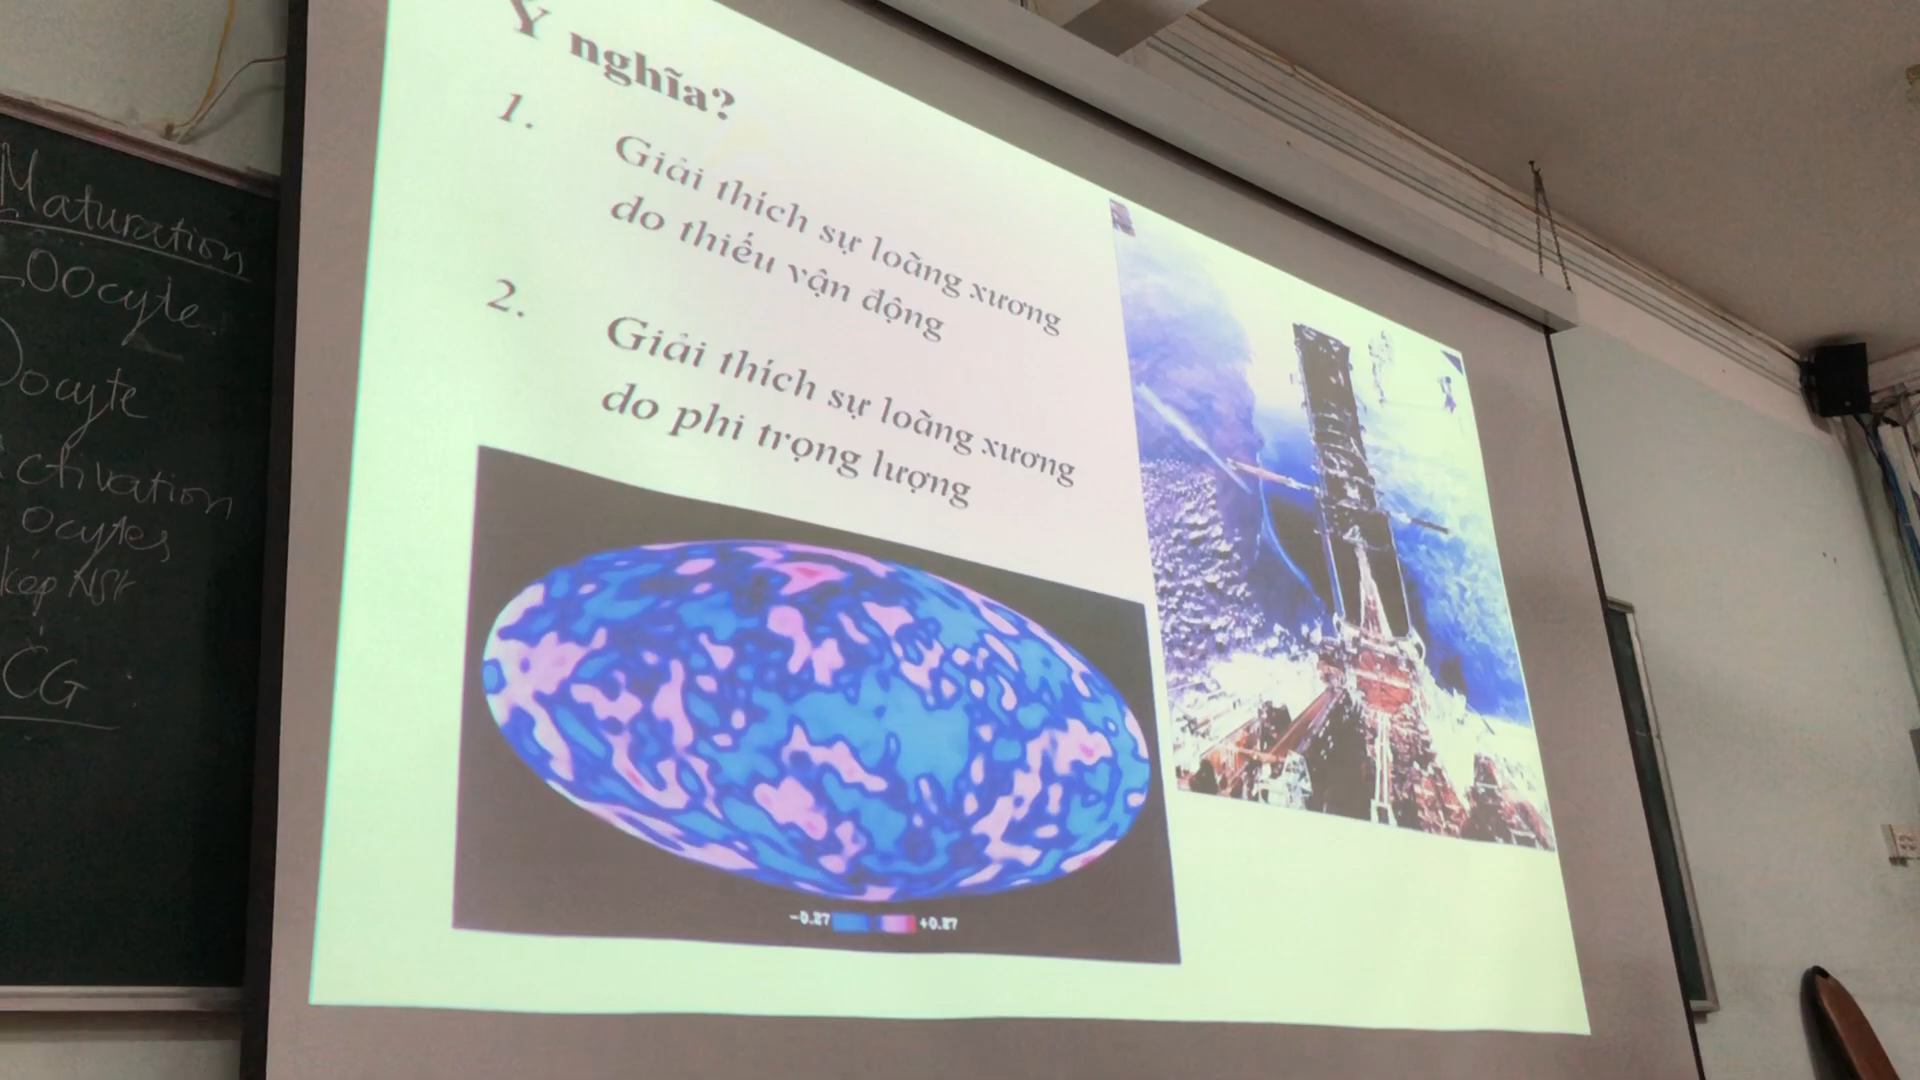 Ý nghĩa?
1. Giải thích sự loãng xương
do thiếu vận động
2. Giải thích sự loãng xương
do phi trọng lượng
-0.27 +0.27
Maturation
Oocyte
Oocyte
Activation
ocytes
kép NST
CG